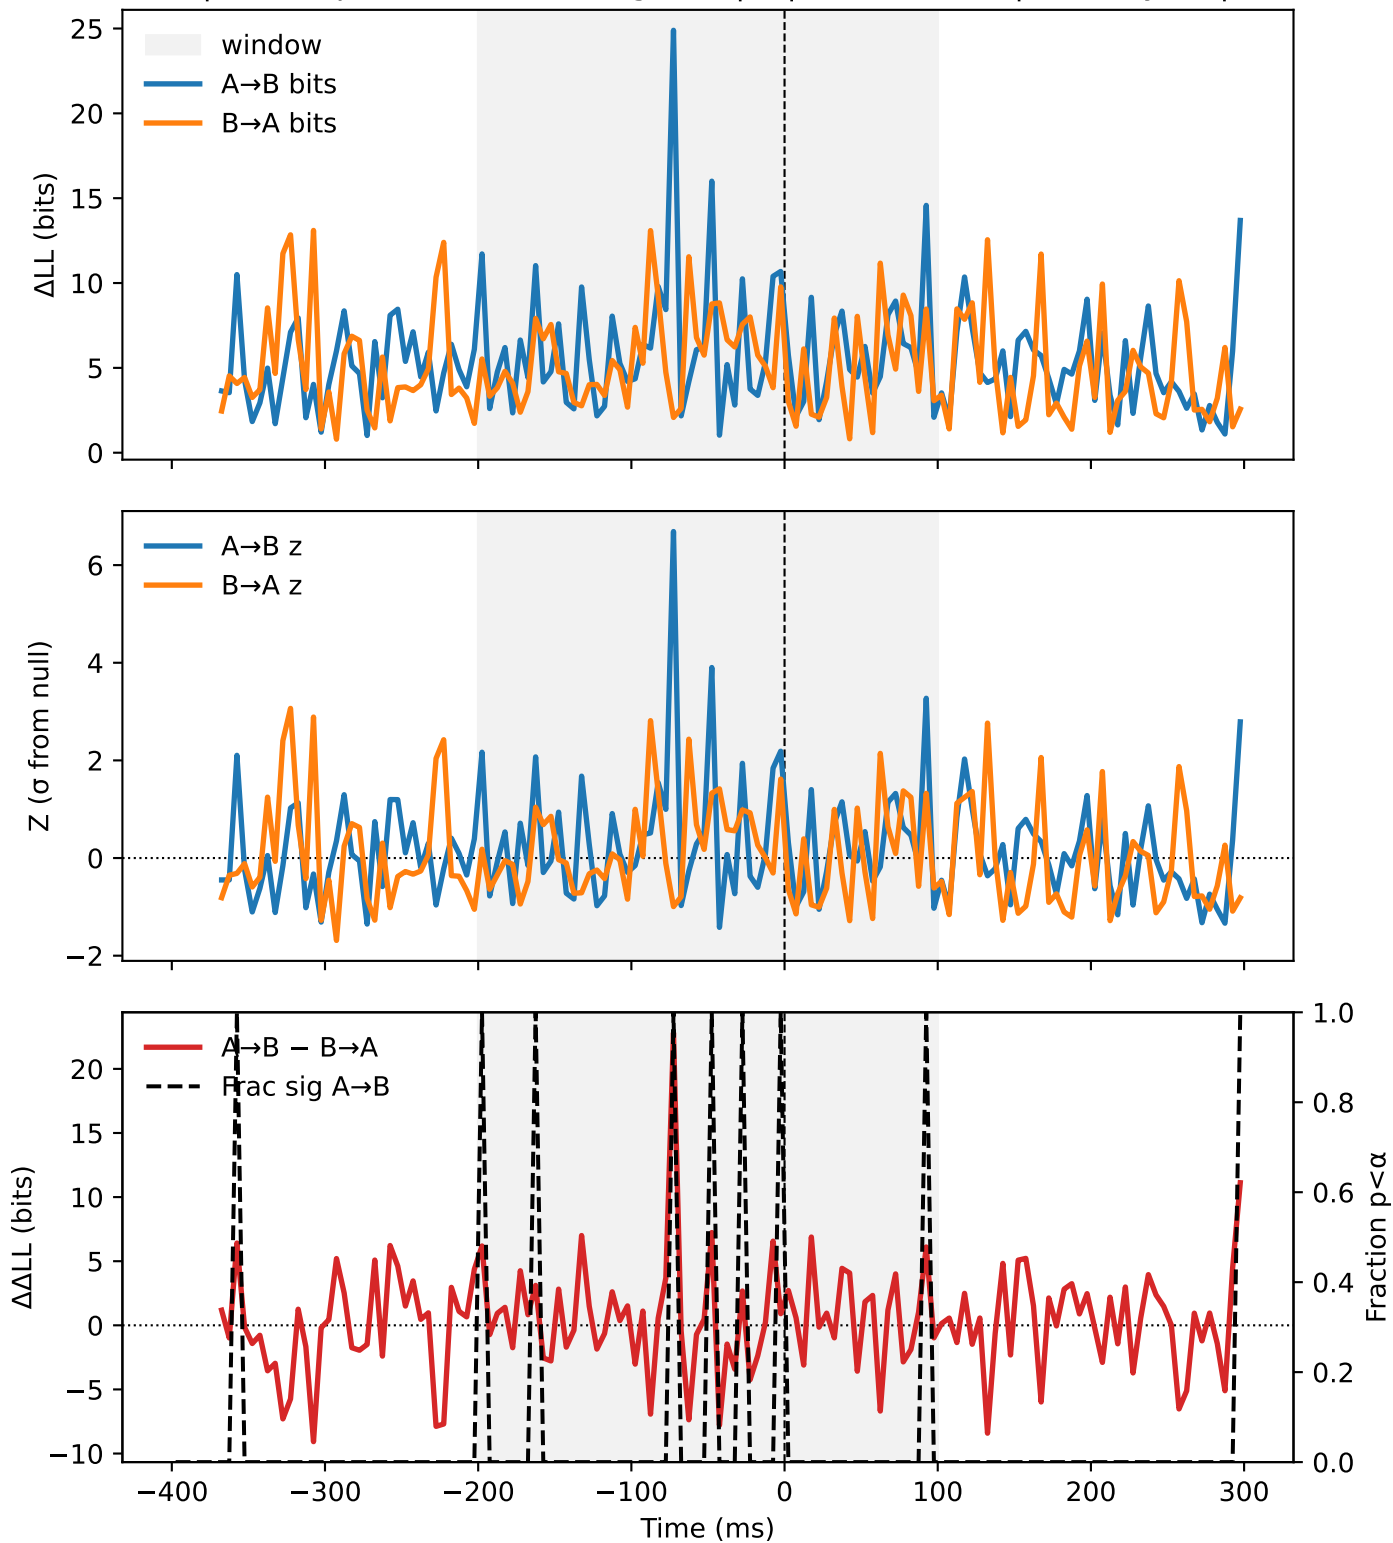 25
20
15
10
5
0
ΔLL (bits)
window
A→B bits
B→A bits
6
4
2
0
−2
Z (σ from null)
A→B z
B→A z
20
15
10
5
0
−5
−10
ΔΔLL (bits)
A→B − B→A
Frac sig A→B
1.0
0.8
0.6
0.4
0.2
0.0
Fraction p<α
−400 −300 −200 −100 0 100 200 300
Time (ms)